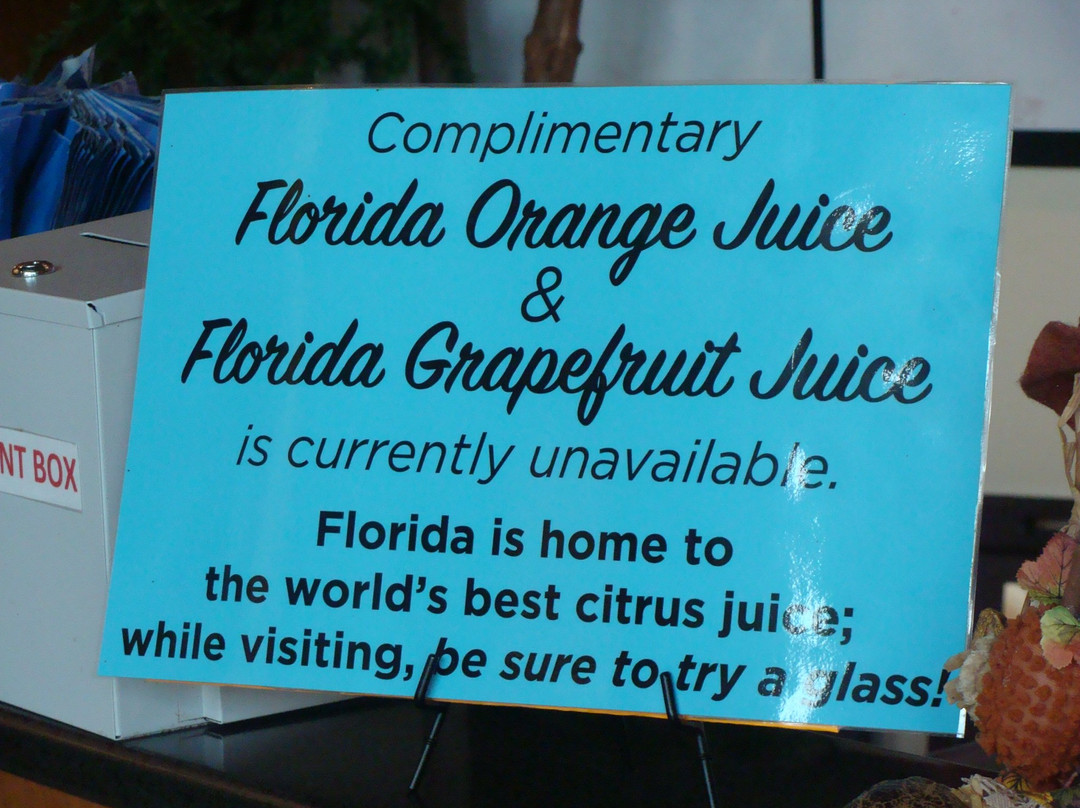 Complimentary
Florida Orange Juice
&
Florida Grapefruit Juice
is currently unavailable.
Florida is home to
the world's best citrus juice;
while visiting, be sure to try a glass!
NT BOX